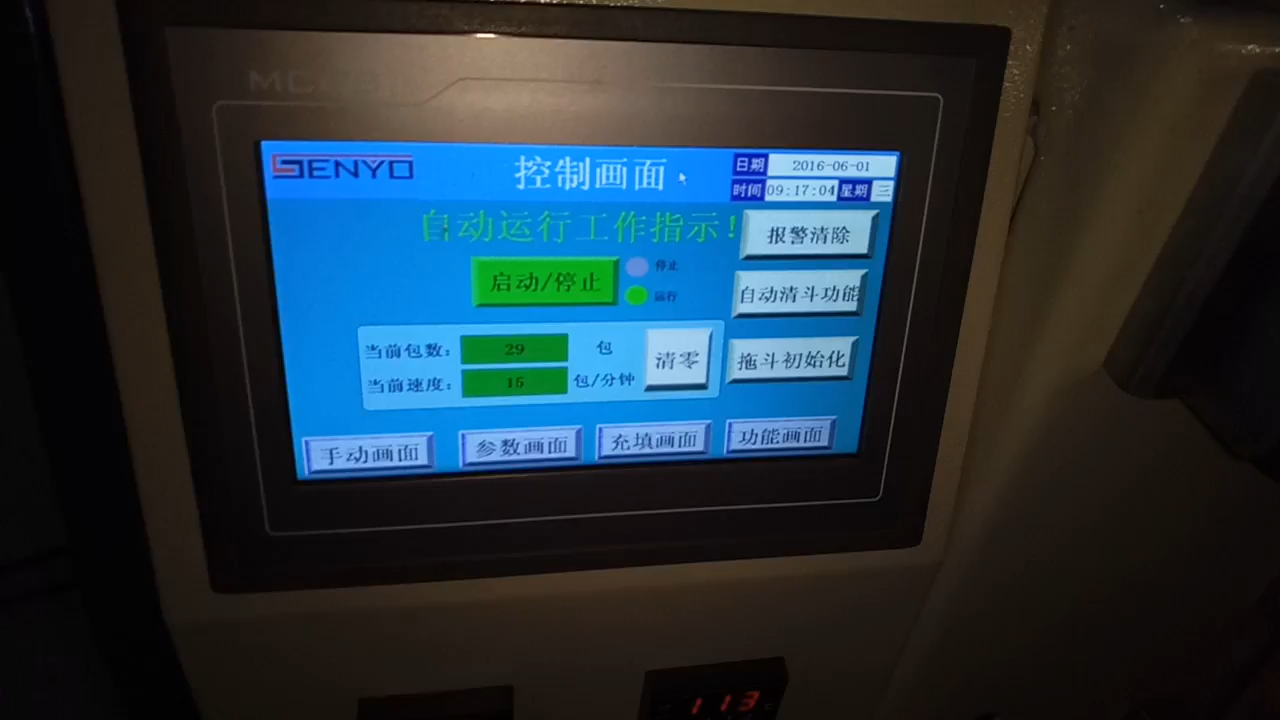 SENYO
控制画面
日期 2016-06-01
时间 09:17:04 星期 三
自动运行工作指示!
报警清除
启动/停止
停止
运行
自动清斗功能
当前包数: 29 包
当前速度: 15 包/分钟
清零
拖斗初始化
手动画面 参数画面 充填画面 功能画面
113